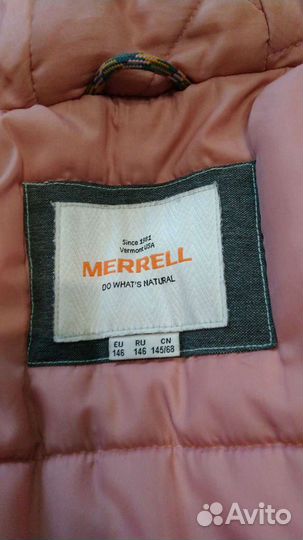 Since 1981
Vermont USA
MERRELL
DO WHAT'S NATURAL
EU RU CN
146 146 145/68
Avito